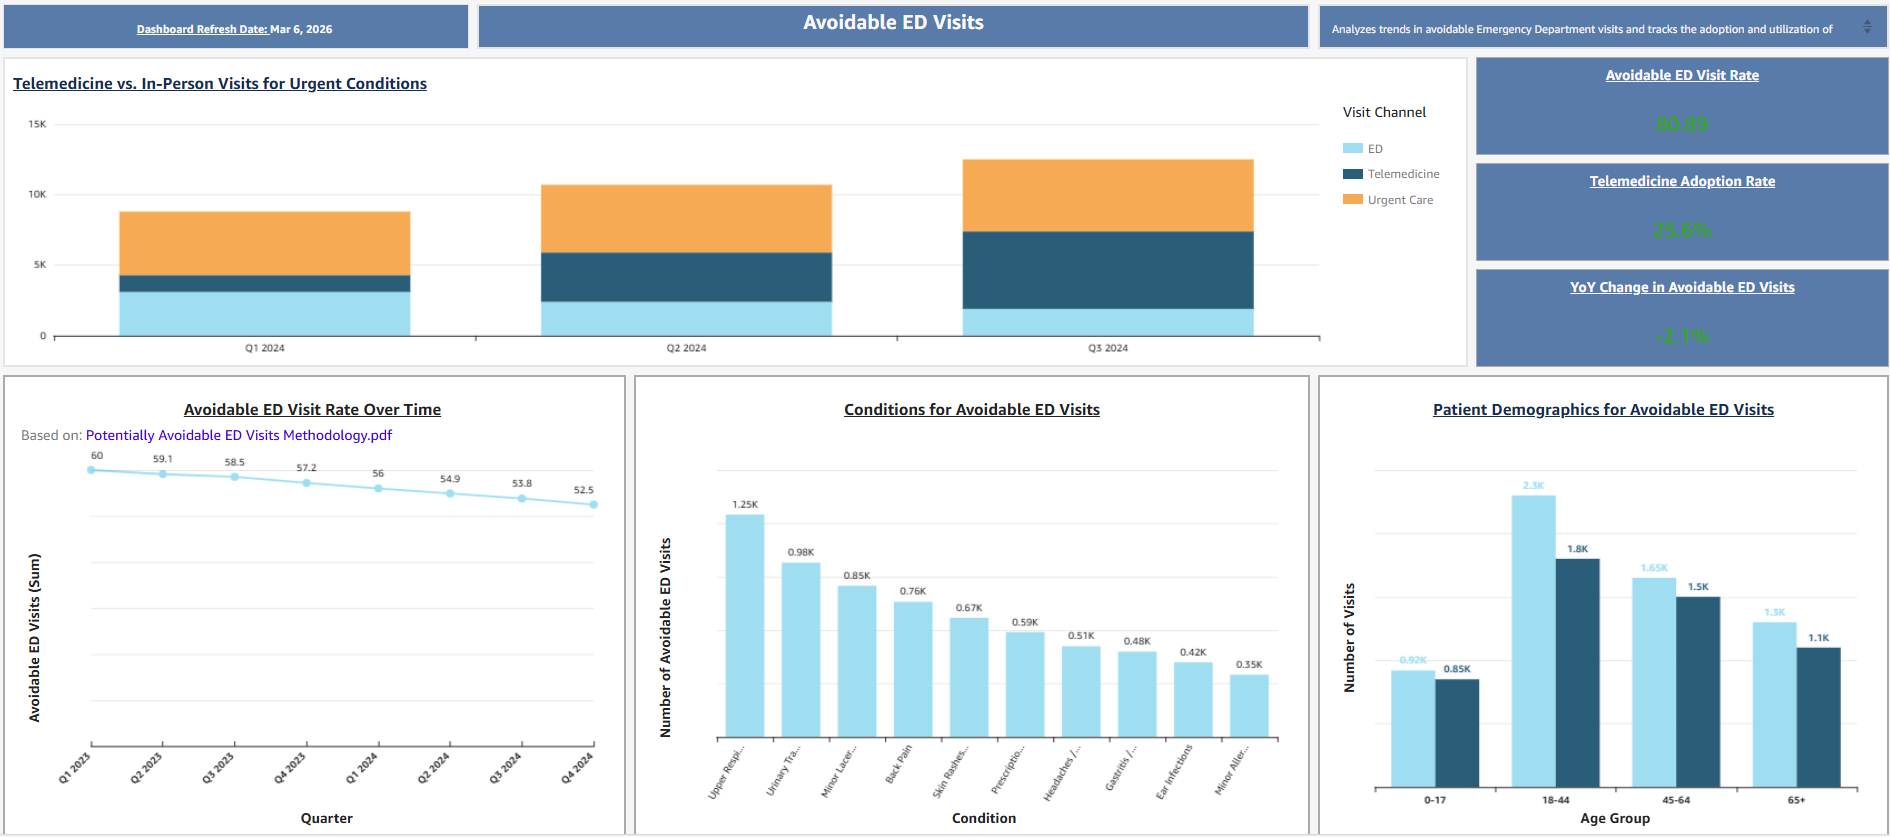 Dashboard Refresh Date: Mar 6, 2026
Avoidable ED Visits
Analyzes trends in avoidable Emergency Department visits and tracks the adoption and utilization of
Telemedicine vs. In-Person Visits for Urgent Conditions
15K
10K
5K
0
Q1 2024
Q2 2024
Q3 2024
Visit Channel
ED
Telemedicine
Urgent Care
Avoidable ED Visit Rate
80.89
Telemedicine Adoption Rate
25.6%
YoY Change in Avoidable ED Visits
-2.1%
Avoidable ED Visit Rate Over Time
Based on: Potentially Avoidable ED Visits Methodology.pdf
60
59.1
58.5
57.2
56
54.9
53.8
52.5
Avoidable ED Visits (Sum)
Q1 2023
Q2 2023
Q3 2023
Q4 2023
Q1 2024
Q2 2024
Q3 2024
Q4 2024
Quarter
Conditions for Avoidable ED Visits
1.25K
0.98K
0.85K
0.76K
0.67K
0.59K
0.51K
0.48K
0.42K
0.35K
Number of Avoidable ED Visits
Upper Respi...
Urinary Tra...
Minor Lacer...
Back Pain
Skin Rashes...
Prescriptio...
Headaches /...
Gastritis /...
Ear Infections
Minor Aller...
Condition
Patient Demographics for Avoidable ED Visits
2.3K
1.8K
1.65K
1.5K
1.3K
1.1K
0.92K
0.85K
Number of Visits
0-17
18-44
45-64
65+
Age Group